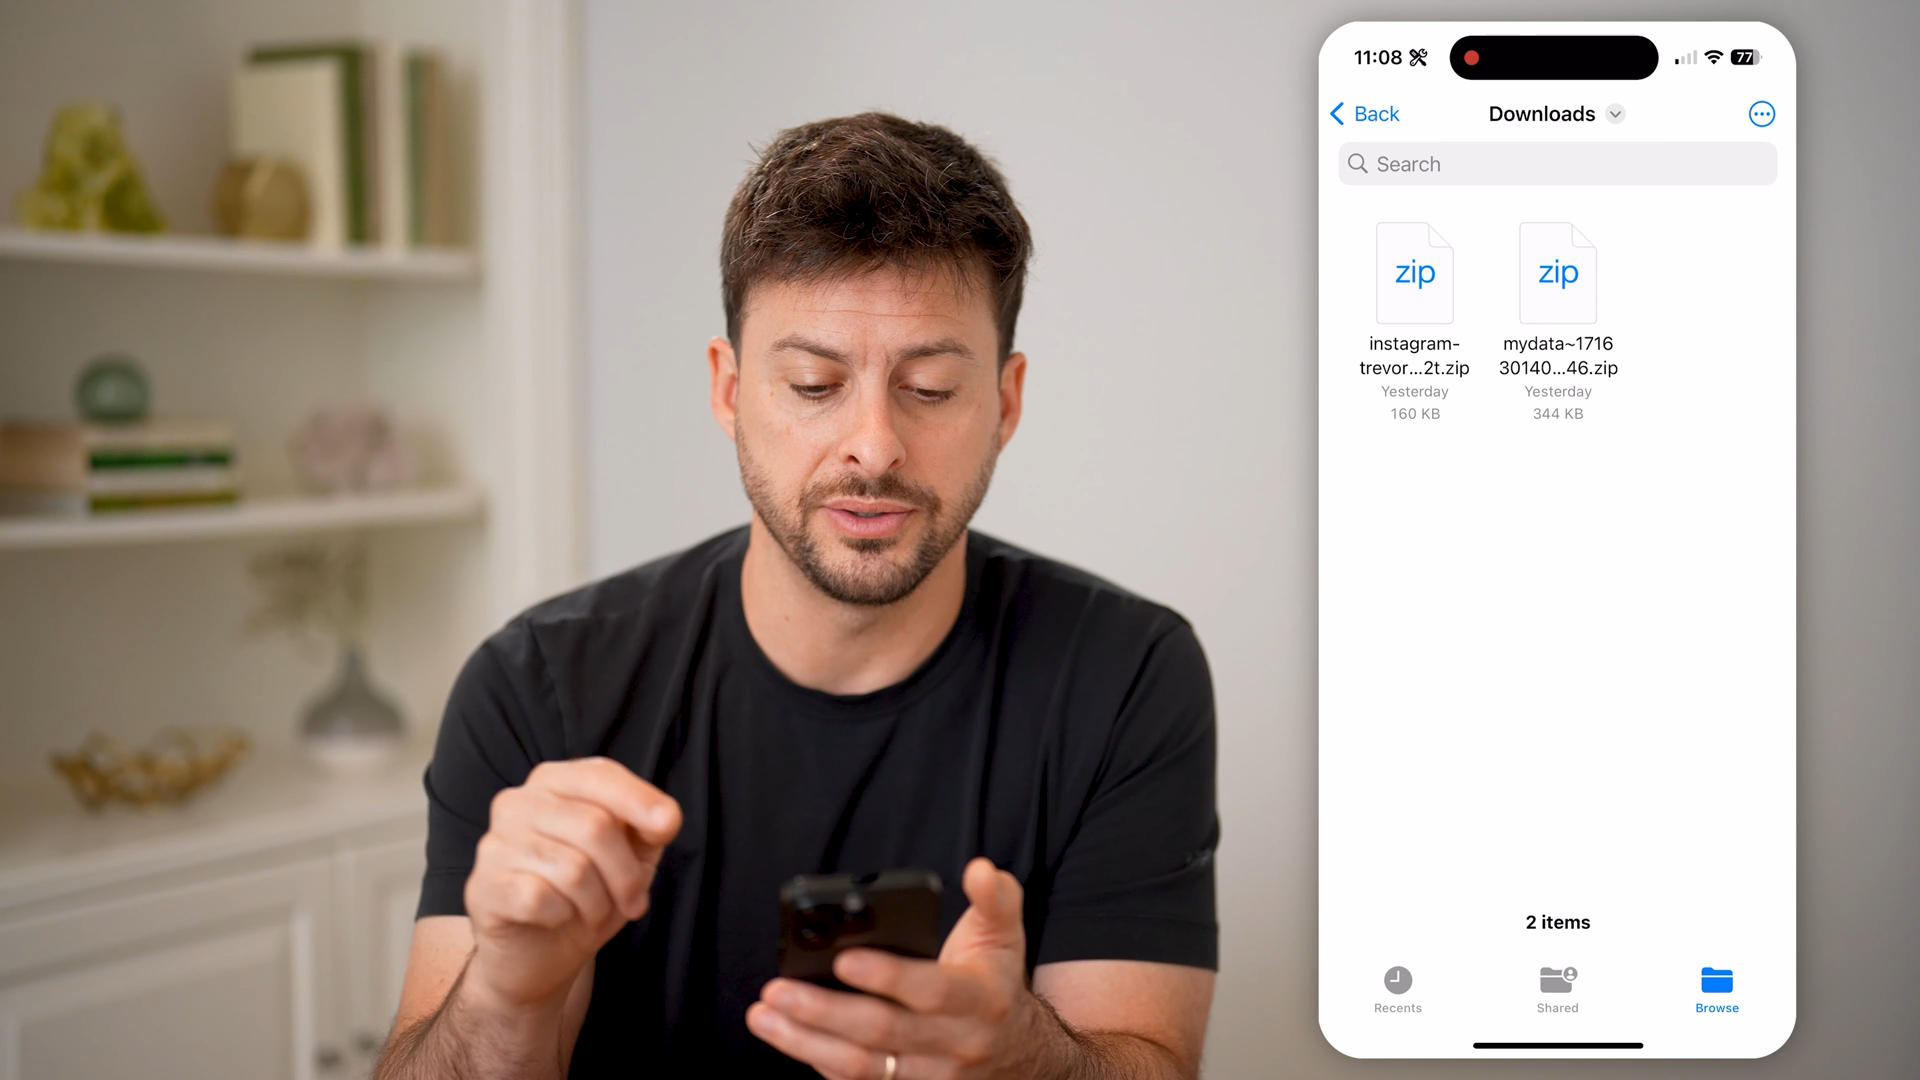 11:08
77
Back
Downloads
Search
zip
zip
instagram-
trevor...2t.zip
Yesterday
160 KB
mydata~1716
30140...46.zip
Yesterday
344 KB
2 items
Recents
Shared
Browse